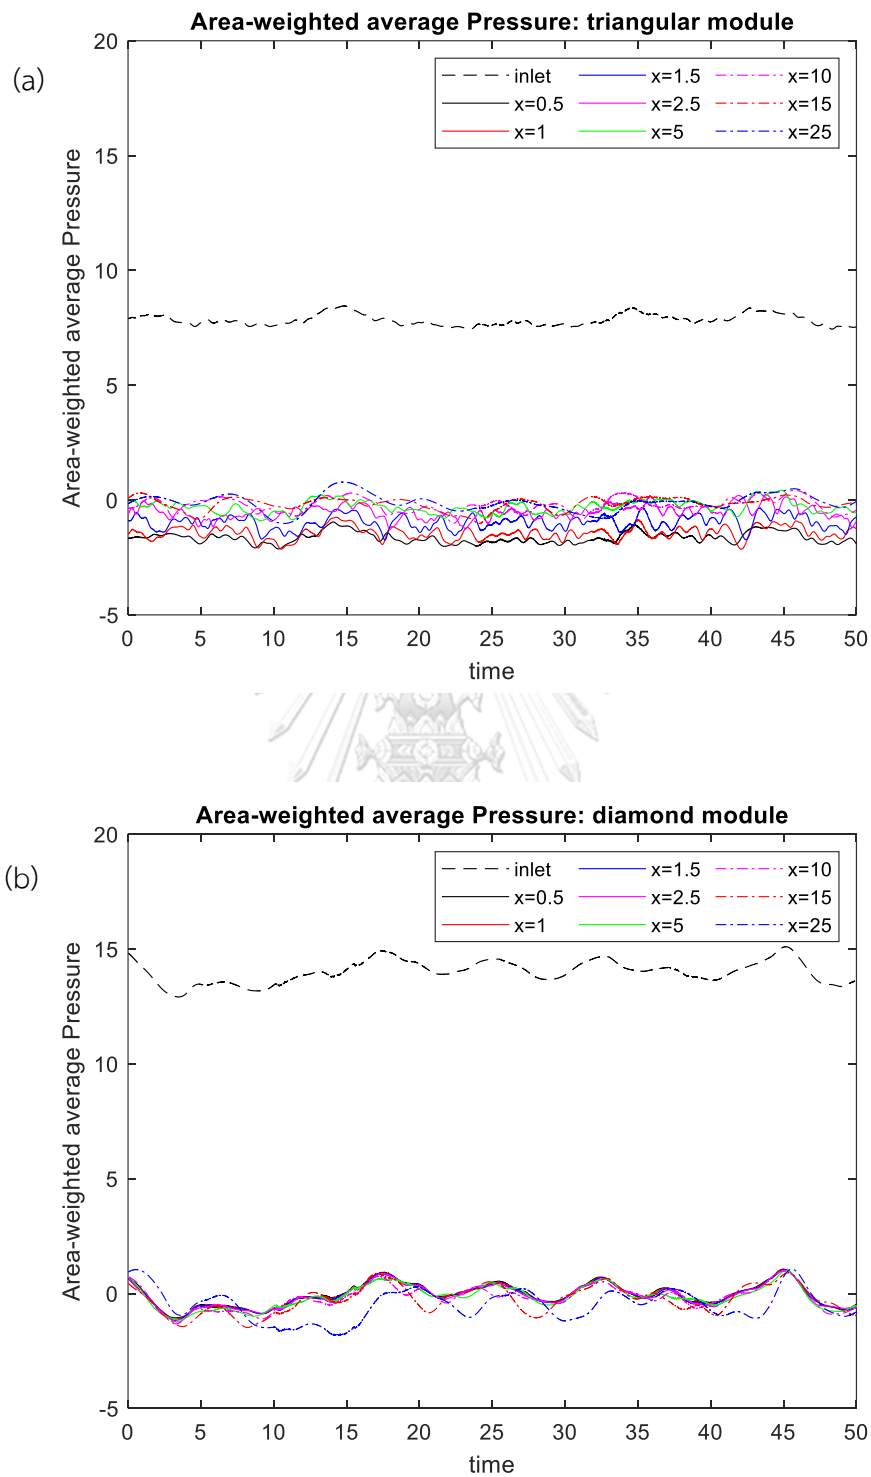 Area-weighted average Pressure: triangular module
(a)
20
15
10
5
0
-5
Area-weighted average Pressure
inlet
x=0.5
x=1
x=1.5
x=2.5
x=5
x=10
x=15
x=25
0 5 10 15 20 25 30 35 40 45 50
time
Area-weighted average Pressure: diamond module
(b)
20
15
10
5
0
-5
Area-weighted average Pressure
inlet
x=0.5
x=1
x=1.5
x=2.5
x=5
x=10
x=15
x=25
0 5 10 15 20 25 30 35 40 45 50
time